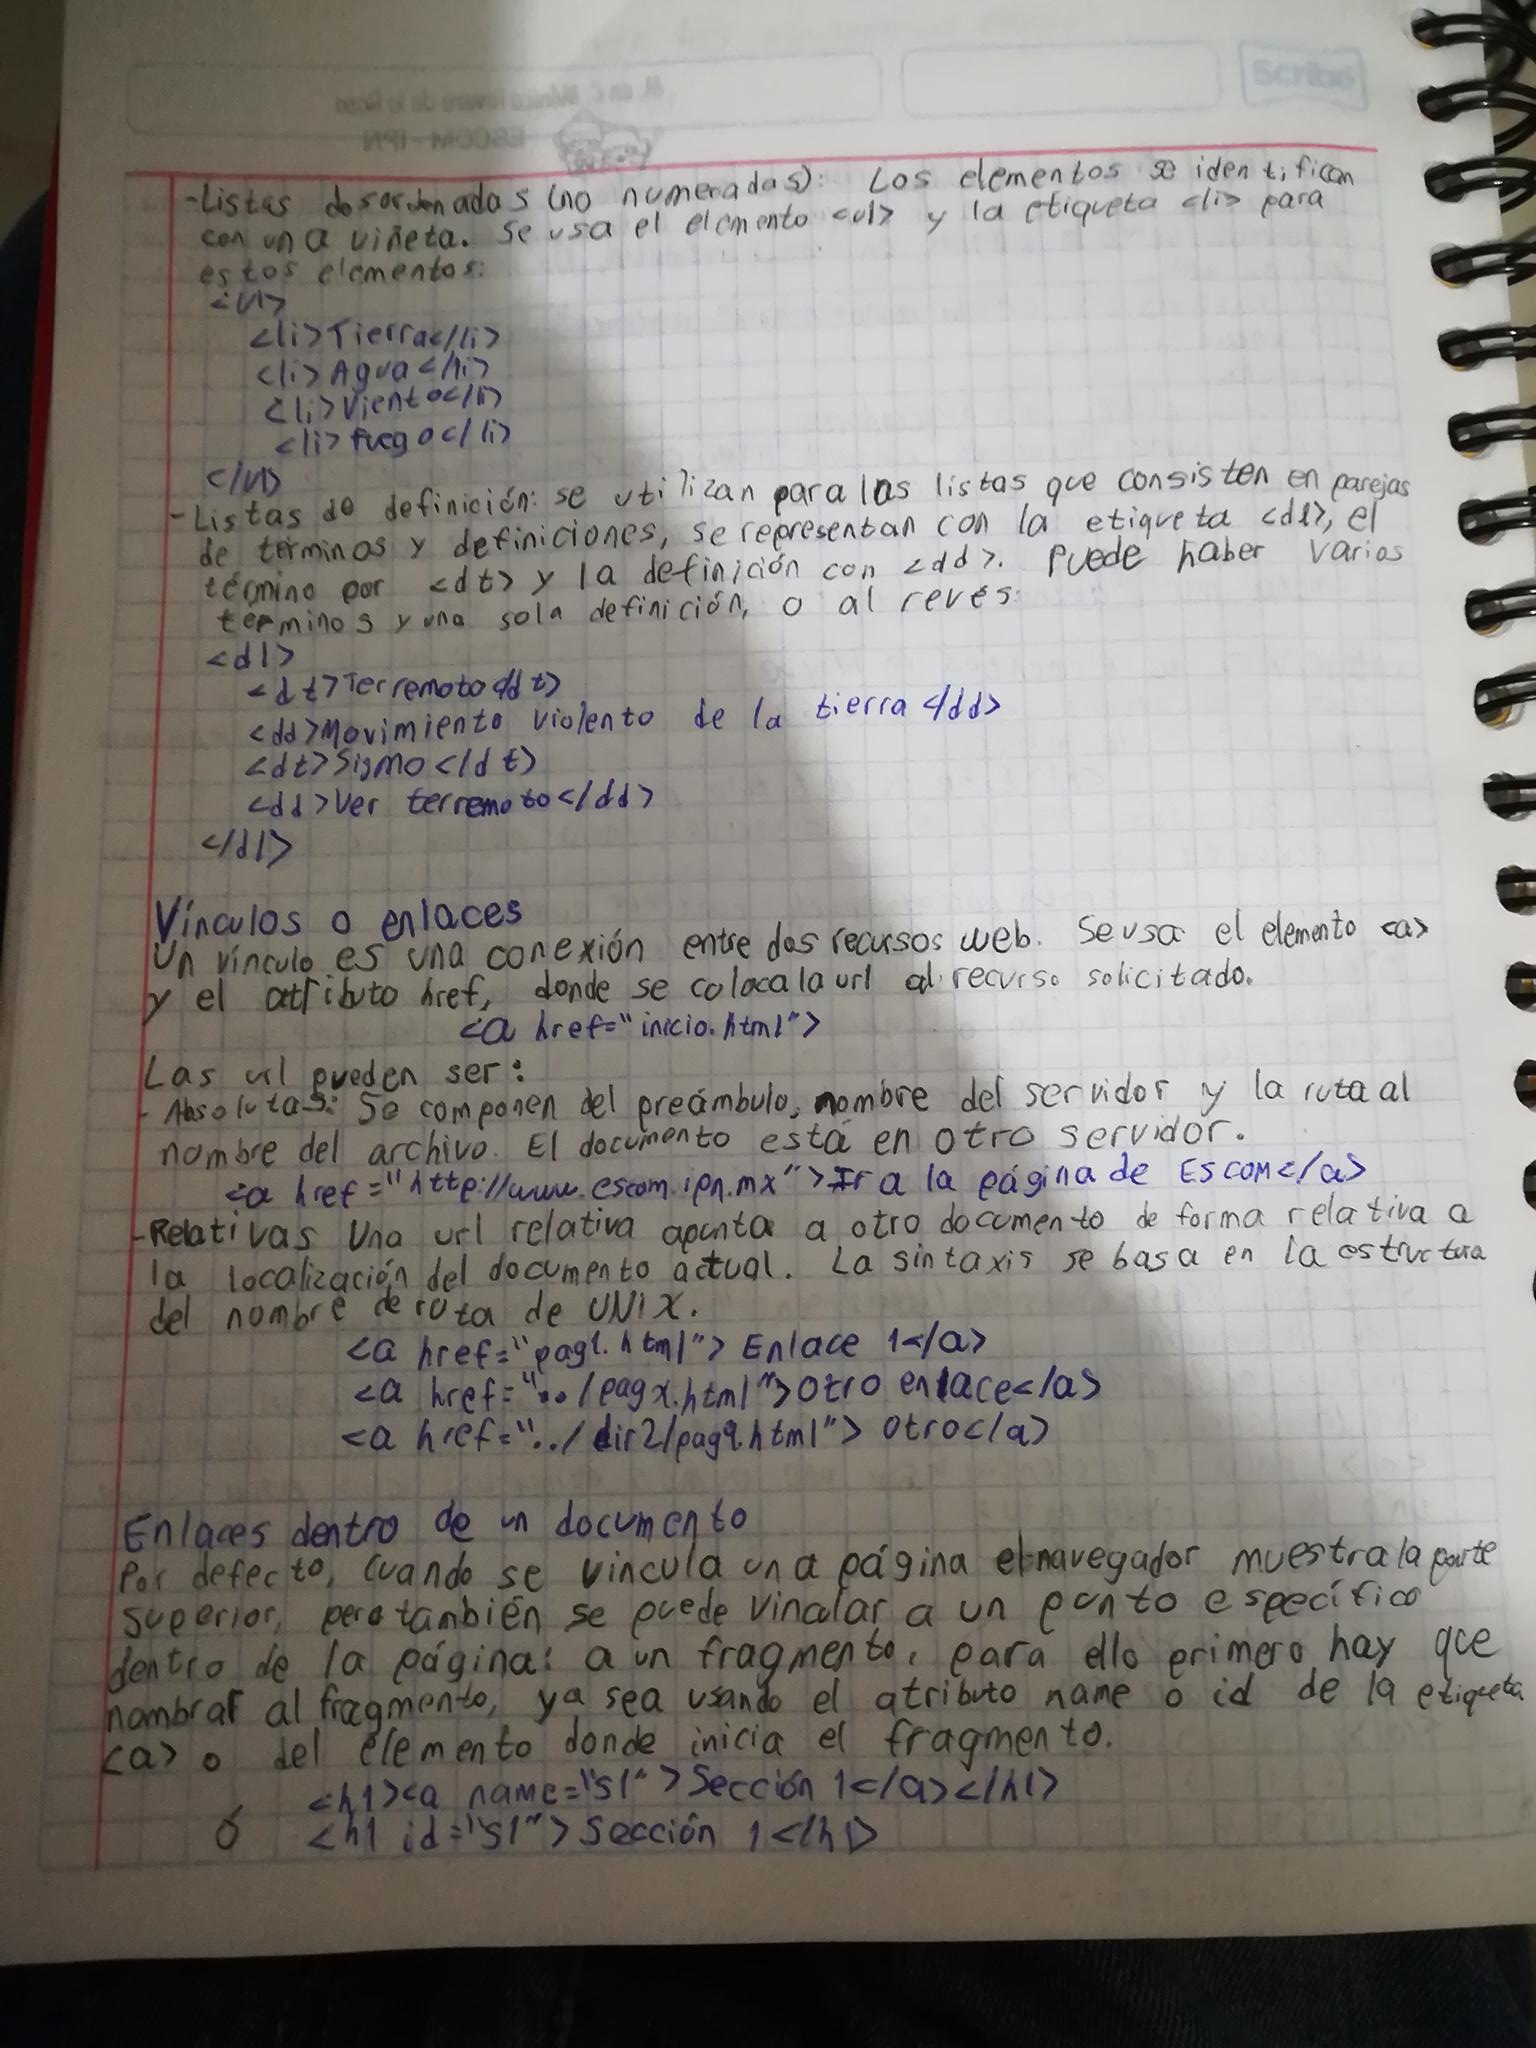 Scribe
M. en C. Mónica Rivera de la Rosa
ESCOM - IPN
-Listas desordenadas (no numeradas): Los elementos se identifican
con una viñeta. Se usa el elemento <ul> y la etiqueta <li> para
estos elementos:
<ul>
<li>Tierra</li>
<li>Agua</li>
<li>Viento</li>
<li>fuego</li>
</ul>
-Listas de definición: se utilizan para las listas que consisten en parejas
de terminos y definiciones, se representan con la etiqueta <dl>, el
término por <dt> y la definición con <dd>. Puede haber varios
terminos y una sola definición, o al revés:
<dl>
<dt>Terremoto</dt>
<dd>Movimiento violento de la tierra</dd>
<dt>Sismo</dt>
<dd>Ver terremoto</dd>
</dl>
Vínculos o enlaces
Un vínculo es una conexión entre dos recursos web. Se usa el elemento <a>
y el atributo href, donde se coloca la url al recurso solicitado.
<a href="inicio.html">
Las url pueden ser:
- Absolutas: Se componen del preámbulo, nombre del servidor y la ruta al
nombre del archivo. El documento está en otro servidor.
<a href="http://www.escom.ipn.mx">Ir a la página de ESCOM</a>
-Relativas Una url relativa apunta a otro documento de forma relativa a
la localización del documento actual. La sintaxis se basa en la estructura
del nombre de ruta de UNIX.
<a href="pag1.html"> Enlace 1</a>
<a href="../pagx.html">Otro enlace</a>
<a href="../dir2/pag9.html"> Otro</a>
Enlaces dentro de un documento
Por defecto, cuando se vincula una página el navegador muestra la parte
superior, pero también se puede vincular a un punto específico
dentro de la página: a un fragmento, para ello primero hay que
nombrar al fragmento, ya sea usando el atributo name o id de la etiqueta
<a> o del elemento donde inicia el fragmento.
<h1><a name="s1">Sección 1</a></h1>
ó <h1 id="s1">Sección 1</h1>